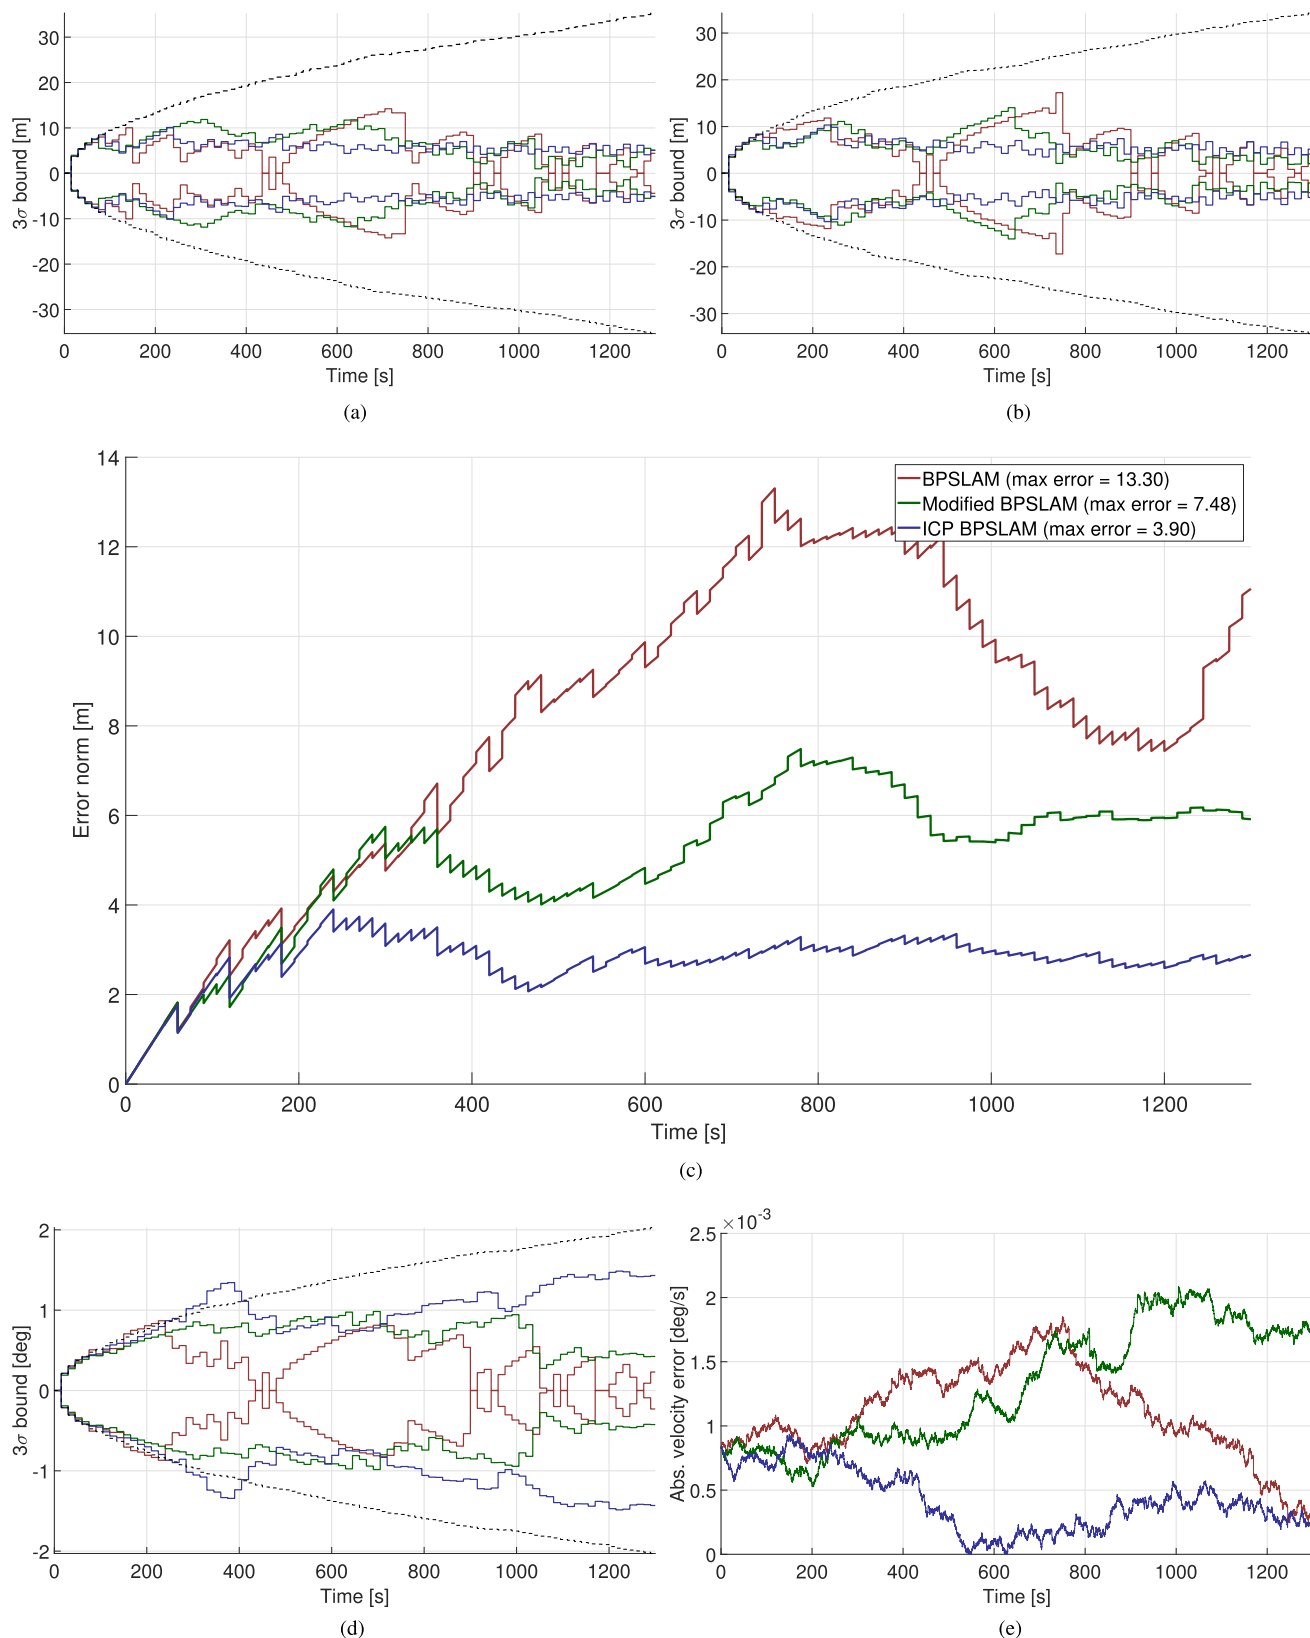 30
20
10
0
-10
-20
-30
3σ bound [m]
0 200 400 600 800 1000 1200
Time [s]
(a)
30
20
10
0
-10
-20
-30
3σ bound [m]
0 200 400 600 800 1000 1200
Time [s]
(b)
14
12
10
8
6
4
2
0
Error norm [m]
BPSLAM (max error = 13.30)
Modified BPSLAM (max error = 7.48)
ICP BPSLAM (max error = 3.90)
0 200 400 600 800 1000 1200
Time [s]
(c)
2
1
0
-1
-2
3σ bound [deg]
0 200 400 600 800 1000 1200
Time [s]
(d)
×10-3
2.5
2
1.5
1
0.5
0
Abs. velocity error [deg/s]
0 200 400 600 800 1000 1200
Time [s]
(e)